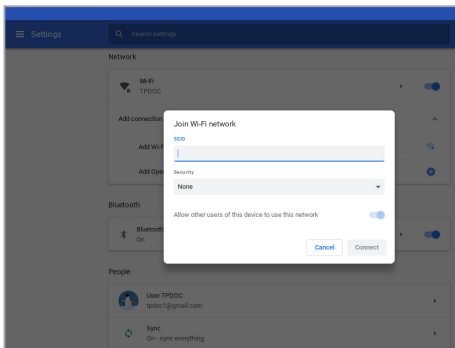 Settings
Search settings
Network
Wi-Fi
TPDOC
Add connection
Join Wi-Fi network
SSID
Add Wi-F
Security
Add Ope
None
Allow other users of this device to use this network
Bluetooth
Bluetooth
On
Cancel
Connect
People
User TPDOC
tpdoc1@gmail.com
Sync
On - sync everything